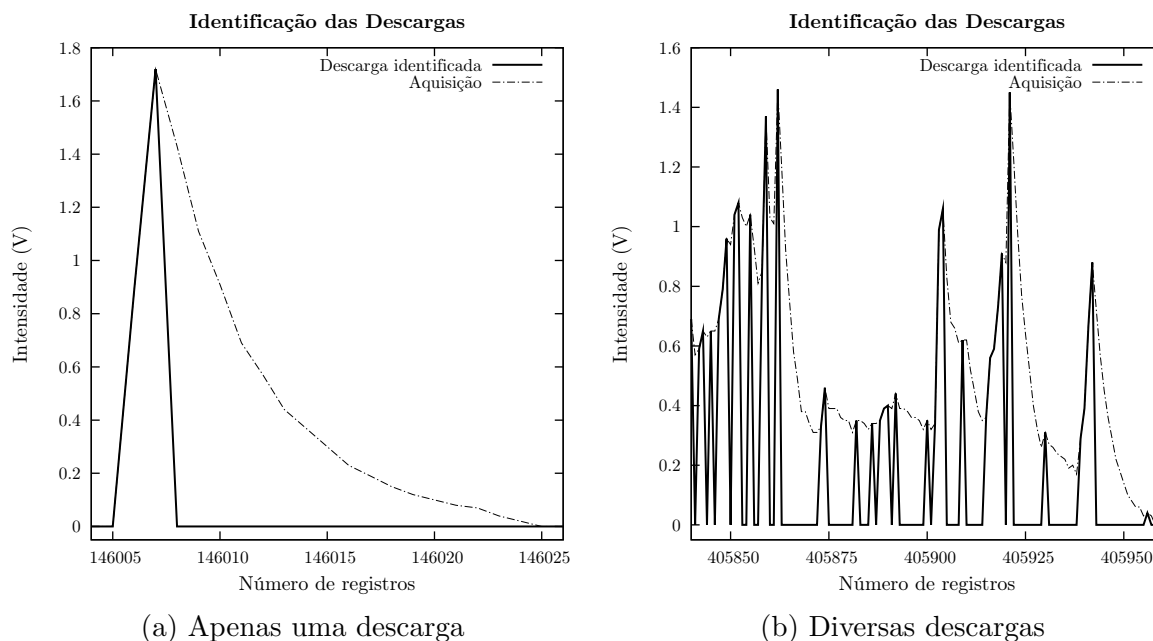 Identificação das Descargas
1.8
1.6
1.4
1.2
1
0.8
0.6
0.4
0.2
0
Intensidade (V)
Descarga identificada
Aquisição
146005 146010 146015 146020 146025
Número de registros
(a) Apenas uma descarga
Identificação das Descargas
1.6
1.4
1.2
1
0.8
0.6
0.4
0.2
0
Intensidade (V)
Descarga identificada
Aquisição
405850 405875 405900 405925 405950
Número de registros
(b) Diversas descargas